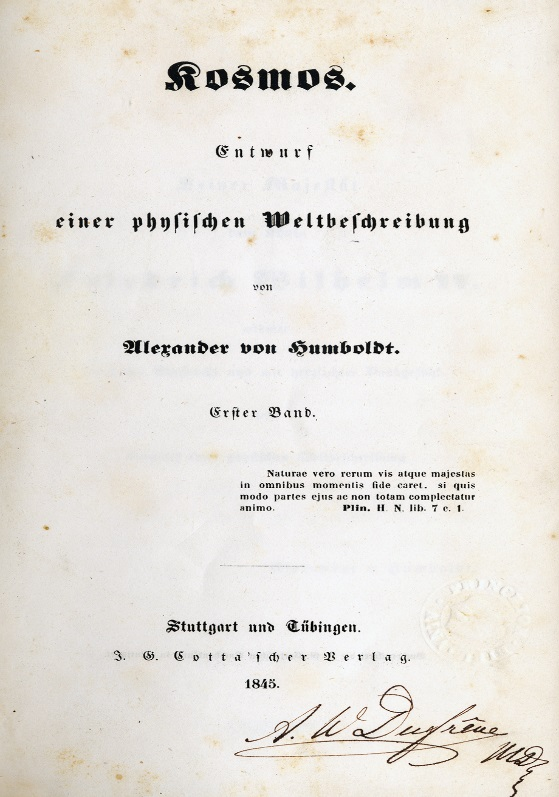 Kosmos.
Entwurf
einer physischen Weltbeschreibung
von
Alexander von Humboldt.
Erster Band.
Naturae vero rerum vis atque majestas
in omnibus momentis fide caret, si quis
modo partes ejus ac non totam complectatur
animo. Plin. H. N. lib. 7 c. 1.
Stuttgart und Tübingen.
J. G. Cotta'scher Verlag.
1845.
A. W. Dufrêne
MD